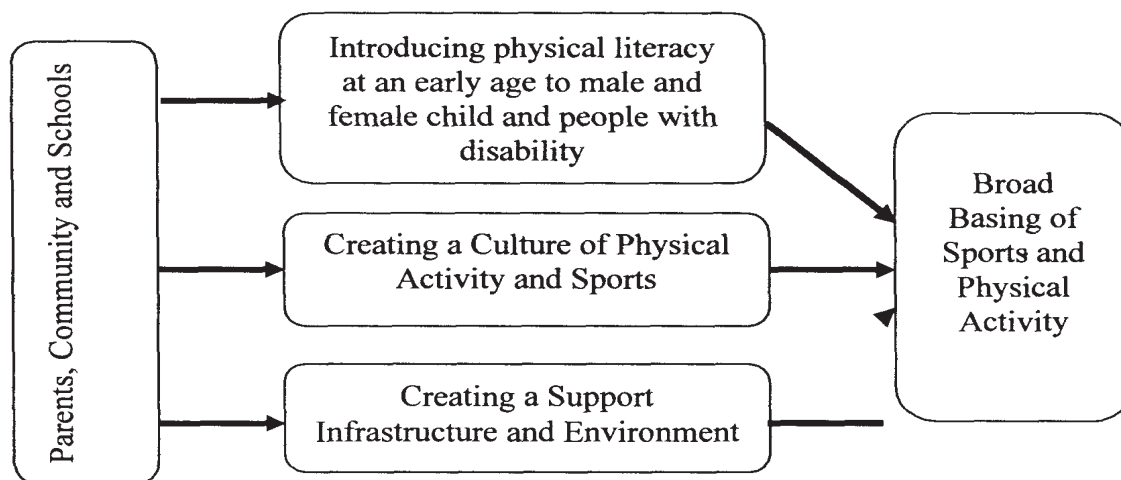 Parents, Community and Schools
Introducing physical literacy
at an early age to male and
female child and people with
disability
Creating a Culture of Physical
Activity and Sports
Creating a Support
Infrastructure and Environment
Broad
Basing of
Sports and
Physical
Activity